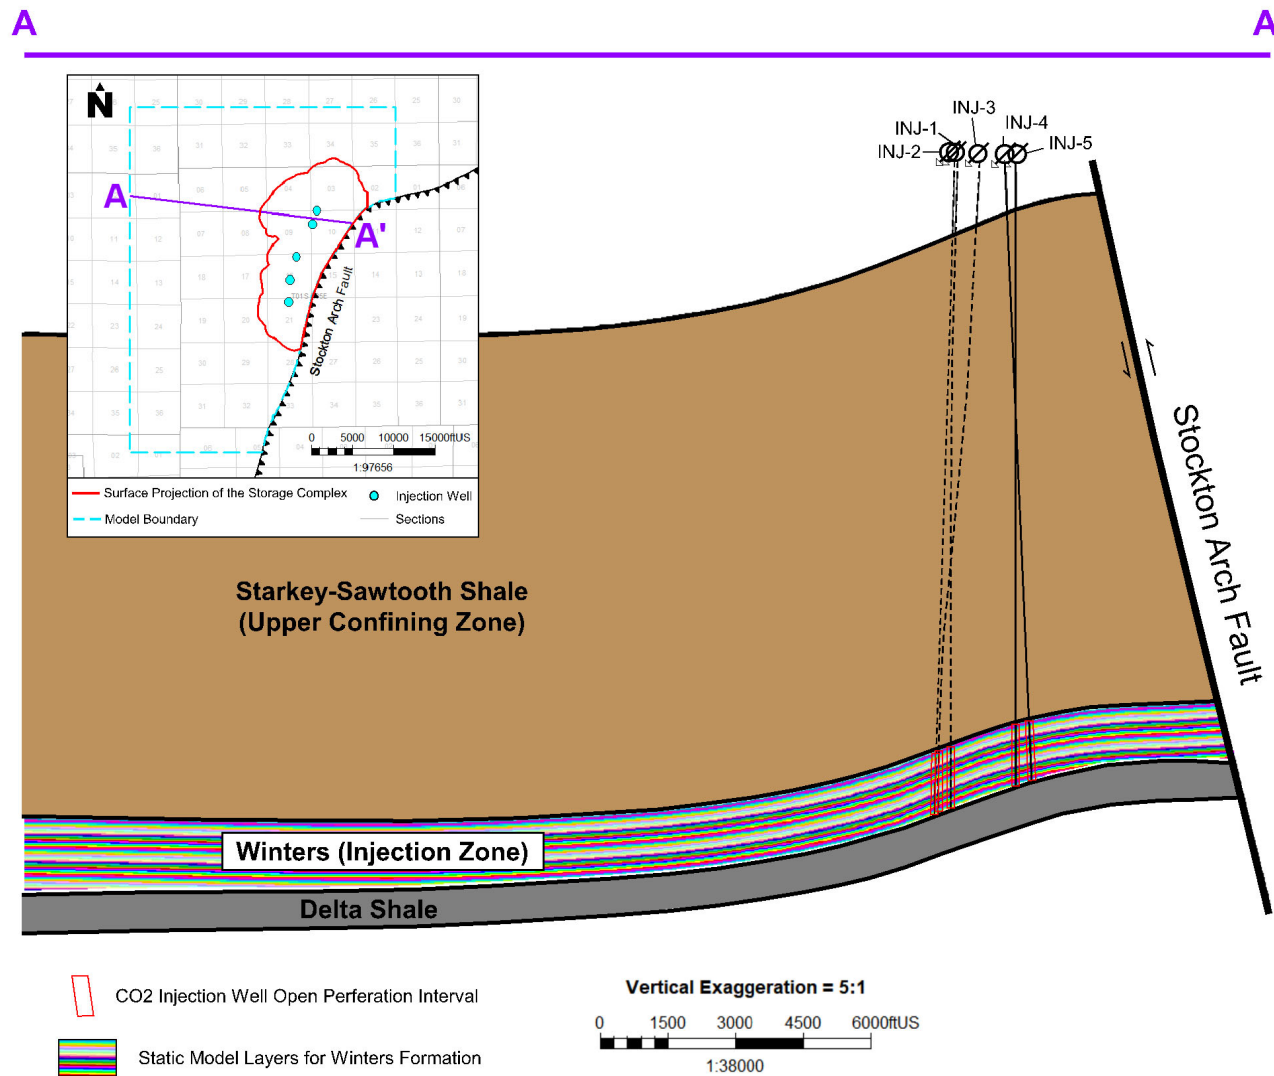 A
A
N
A
A'
Stockton Arch Fault
0 5000 10000 15000ftUS
1:97656
Surface Projection of the Storage Complex
Injection Well
Model Boundary
Sections
INJ-3
INJ-1
INJ-4
INJ-2
INJ-5
Stockton Arch Fault
Starkey-Sawtooth Shale
(Upper Confining Zone)
Winters (Injection Zone)
Delta Shale
CO2 Injection Well Open Perferation Interval
Static Model Layers for Winters Formation
Vertical Exaggeration = 5:1
0 1500 3000 4500 6000ftUS
1:38000